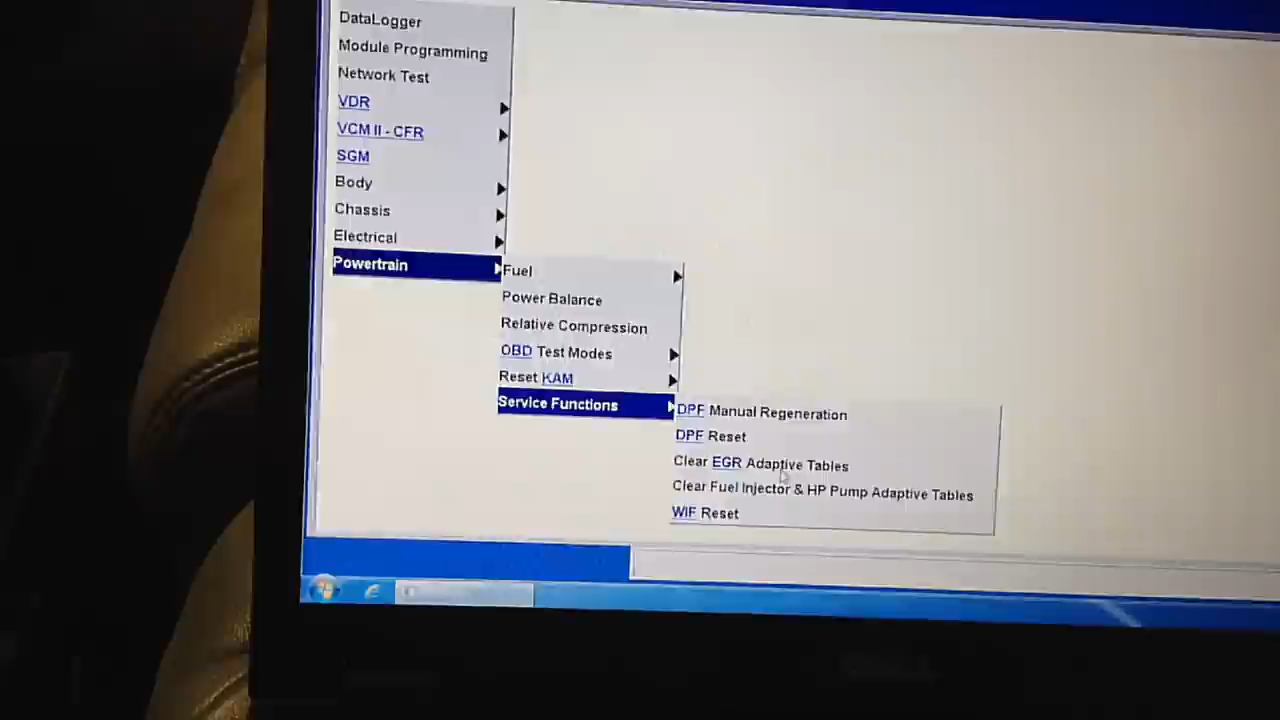 DataLogger
Module Programming
Network Test
VDR
VCM II - CFR
SGM
Body
Chassis
Electrical
Powertrain
Fuel
Power Balance
Relative Compression
OBD Test Modes
Reset KAM
Service Functions
DPF Manual Regeneration
DPF Reset
Clear EGR Adaptive Tables
Clear Fuel Injector & HP Pump Adaptive Tables
WIF Reset